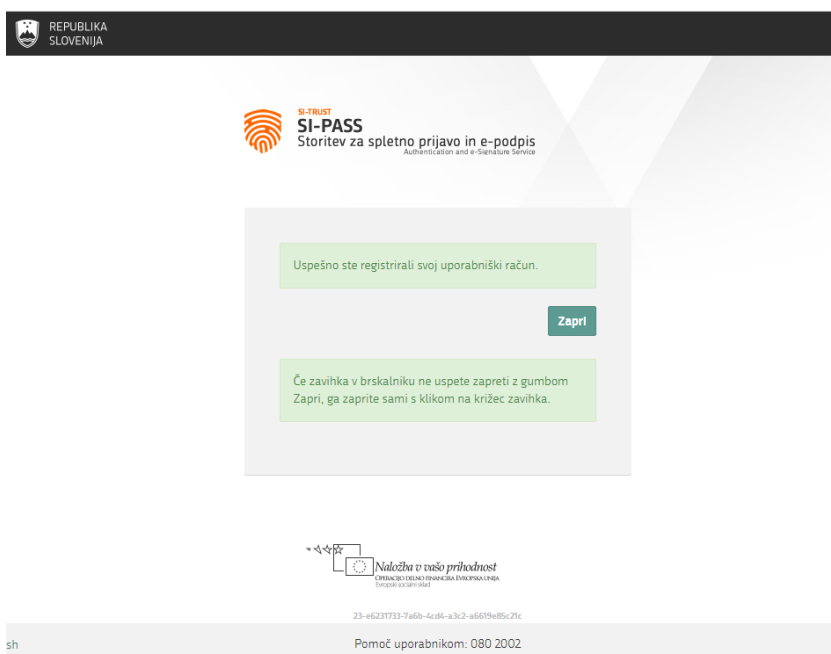 REPUBLIKA
SLOVENIJA
SI-TRUST
SI-PASS
Storitev za spletno prijavo in e-podpis
Authentication and e-Signature Service
Uspešno ste registrirali svoj uporabniški račun.
Zapri
Če zavihka v brskalniku ne uspete zapreti z gumbom
Zapri, ga zaprite sami s klikom na križec zavihka.
Naložba v vašo prihodnost
OPERACIJO DELNO FINANCIRA EVROPSKA UNIJA
Evropski socialni sklad
23-e6231733-7a6b-4cd4-a3c2-a6619e85c21c
sh
Pomoč uporabnikom: 080 2002